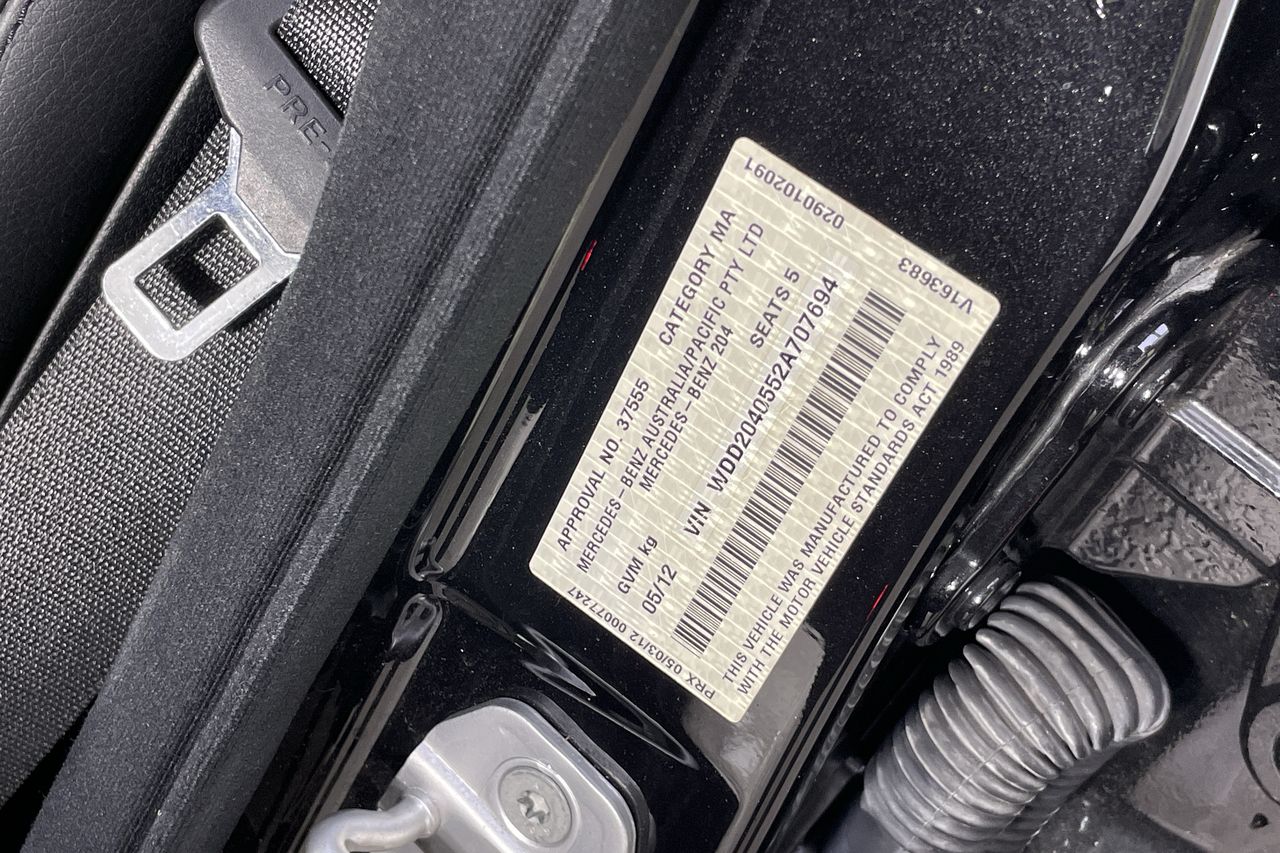 PRE-
APPROVAL NO. 37555 CATEGORY MA
MERCEDES-BENZ AUSTRALIA/PACIFIC PTY LTD
MERCEDES-BENZ 204
GVM kg SEATS 5
05/12
VIN WDD2040552A707694
THIS VEHICLE WAS MANUFACTURED TO COMPLY
WITH THE MOTOR VEHICLE STANDARDS ACT 1989
PRX 05/03/12 00077247
0290102091
V163683